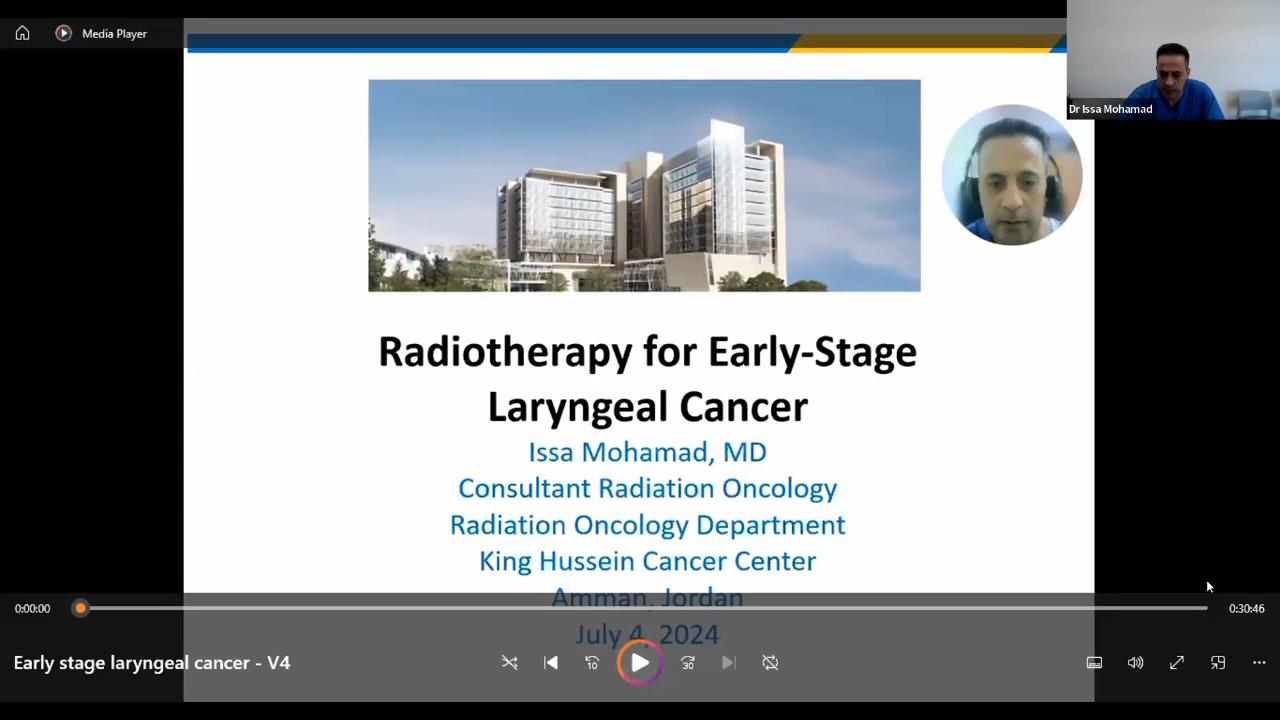 Media Player
Dr Issa Mohamad
Radiotherapy for Early-Stage
Laryngeal Cancer
Issa Mohamad, MD
Consultant Radiation Oncology
Radiation Oncology Department
King Hussein Cancer Center
Amman, Jordan
July 4, 2024
0:00:00
0:30:46
Early stage laryngeal cancer - V4
10
30